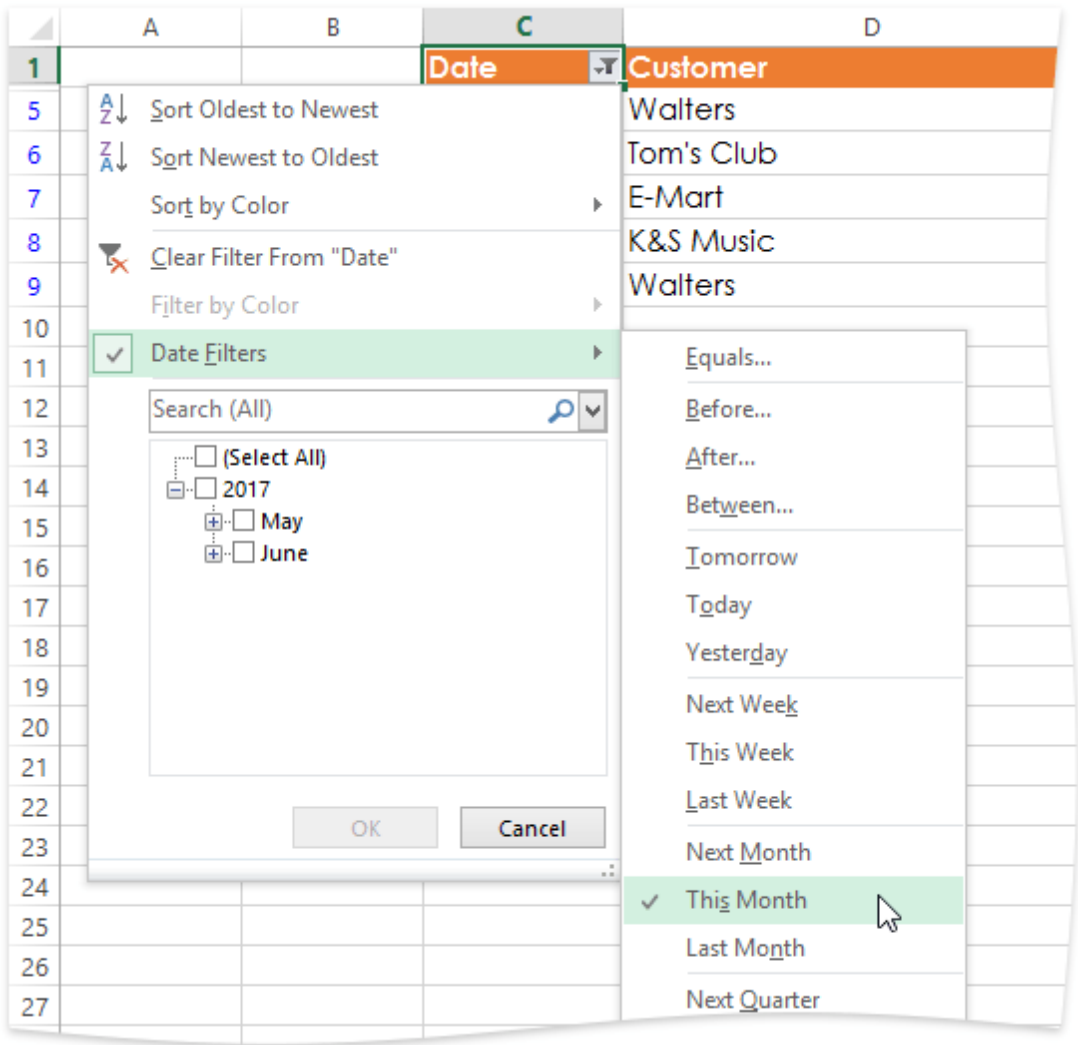 A B C D
1 Date Customer
5 Walters
6 Tom's Club
7 E-Mart
8 K&S Music
9 Walters
10
11
12
13
14
15
16
17
18
19
20
21
22
23
24
25
26
27
Sort Oldest to Newest
Sort Newest to Oldest
Sort by Color
Clear Filter From "Date"
Filter by Color
Date Filters
Search (All)
(Select All)
2017
May
June
OK Cancel
Equals...
Before...
After...
Between...
Tomorrow
Today
Yesterday
Next Week
This Week
Last Week
Next Month
This Month
Last Month
Next Quarter